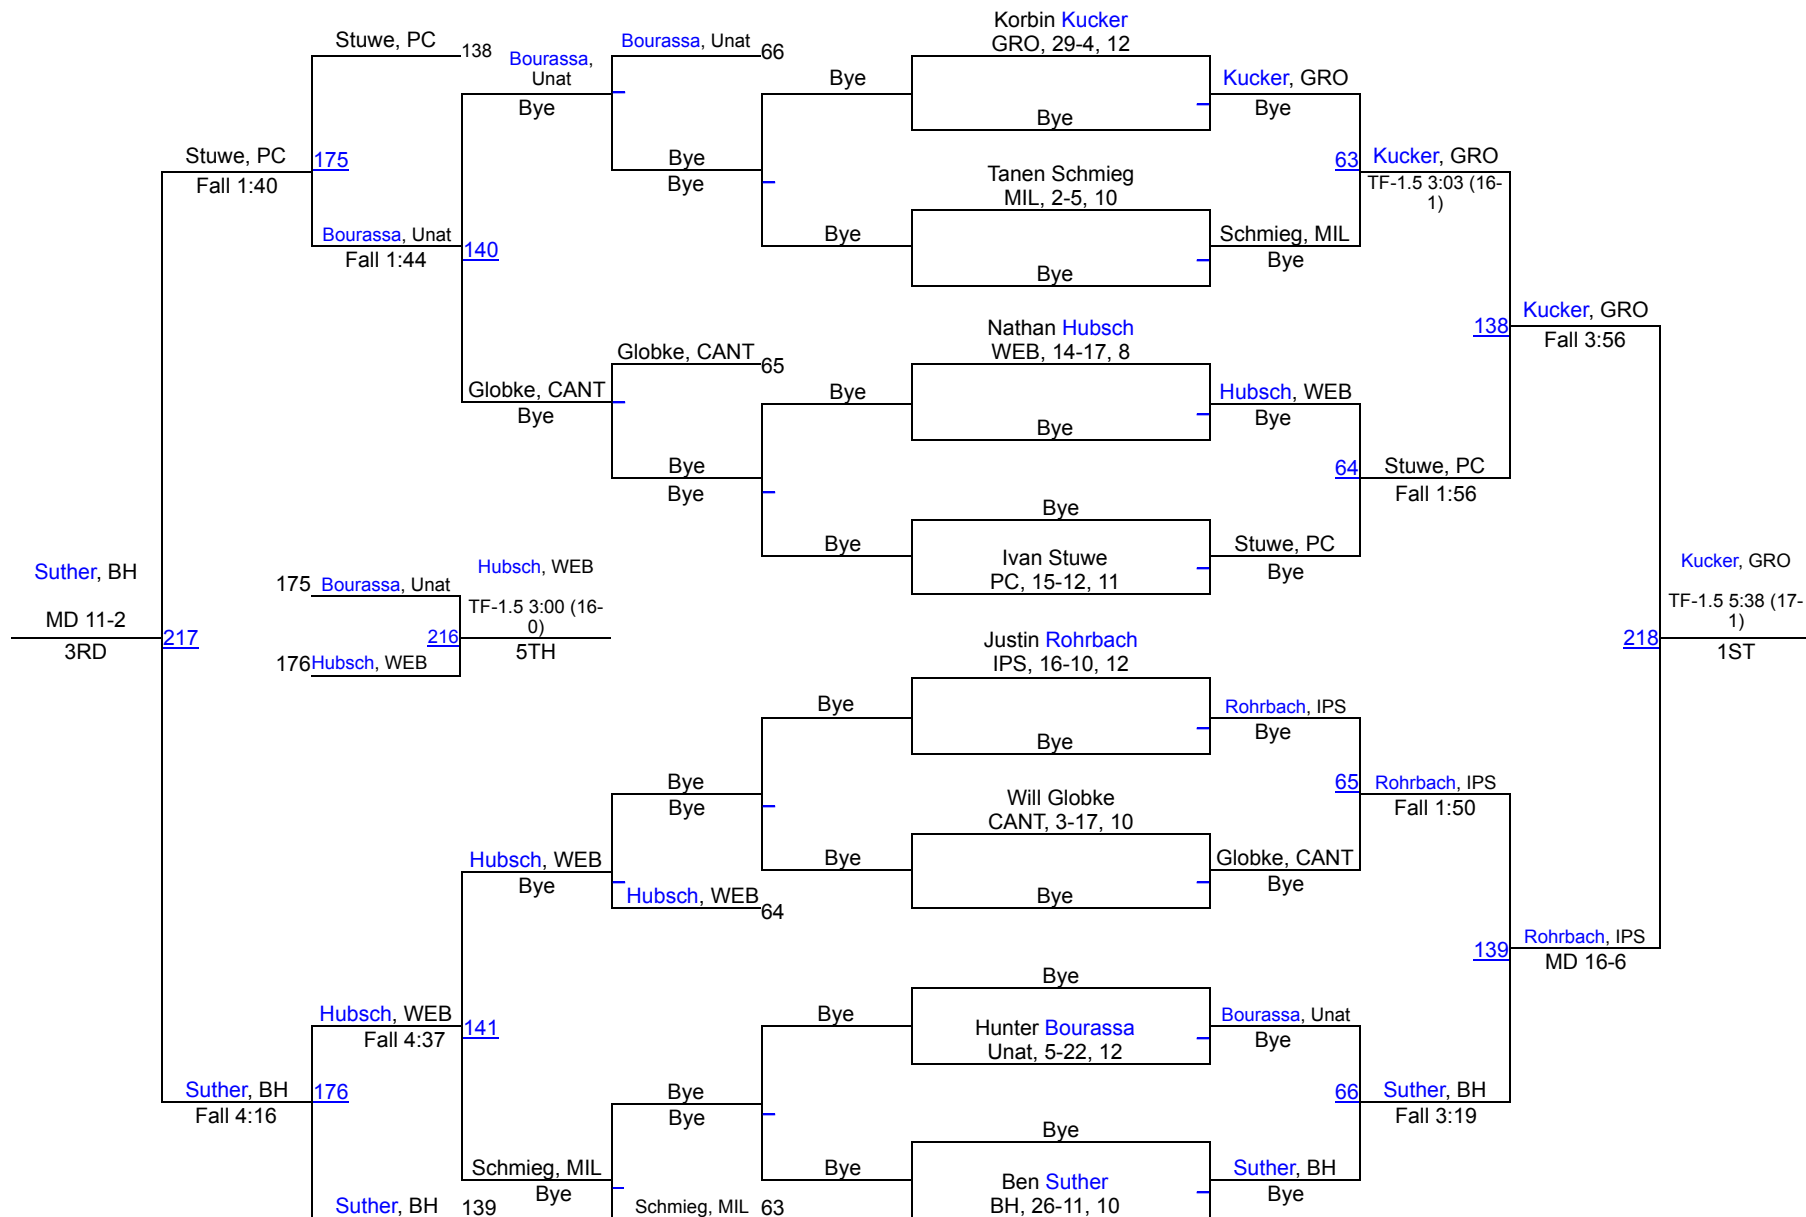 Korbin Kucker
GRO, 29-4, 12
Stuwe, PC
138
Bourassa,
Unat
Bye
Bourassa, Unat
66
Bye
Kucker, GRO
Bye
Bye
Stuwe, PC
175
Fall 1:40
Bye
Bye
63
Kucker, GRO
TF-1.5 3:03 (16-
1)
Tanen Schmieg
MIL, 2-5, 10
Bourassa, Unat
140
Fall 1:44
Bye
Schmieg, MIL
Bye
Bye
Kucker, GRO
138
Fall 3:56
Nathan Hubsch
WEB, 14-17, 8
Globke, CANT
65
Globke, CANT
Bye
Bye
Hubsch, WEB
Bye
Bye
Bye
Bye
64
Stuwe, PC
Fall 1:56
Bye
Bye
Stuwe, PC
Bye
Ivan Stuwe
PC, 15-12, 11
Suther, BH
MD 11-2
217
3RD
175
Bourassa, Unat
Hubsch, WEB
TF-1.5 3:00 (16-
0)
216
5TH
176
Hubsch, WEB
Kucker, GRO
TF-1.5 5:38 (17-
1)
218
1ST
Justin Rohrbach
IPS, 16-10, 12
Bye
Rohrbach, IPS
Bye
Bye
Bye
Bye
65
Rohrbach, IPS
Fall 1:50
Will Globke
CANT, 3-17, 10
Hubsch, WEB
Bye
Bye
Globke, CANT
Bye
Bye
Hubsch, WEB
64
139
Rohrbach, IPS
MD 16-6
Bye
Hubsch, WEB
141
Fall 4:37
Bye
Hunter Bourassa
Unat, 5-22, 12
Bourassa, Unat
Bye
Suther, BH
176
Fall 4:16
Bye
Bye
66
Suther, BH
Fall 3:19
Bye
Schmieg, MIL
Bye
Bye
Ben Suther
BH, 26-11, 10
Suther, BH
Bye
Suther, BH
139
Schmieg, MIL
63